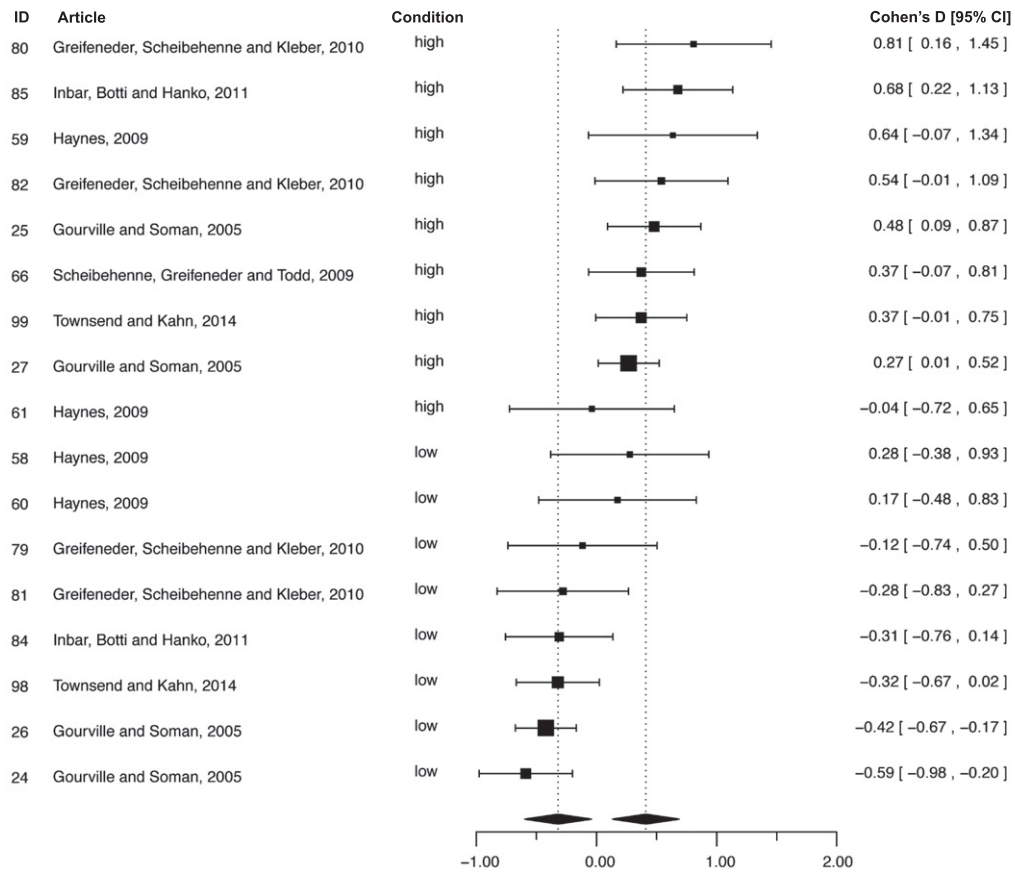 ID Article Condition Cohen's D [95% CI]
80 Greifeneder, Scheibehenne and Kleber, 2010 high 0.81 [ 0.16 , 1.45 ]
85 Inbar, Botti and Hanko, 2011 high 0.68 [ 0.22 , 1.13 ]
59 Haynes, 2009 high 0.64 [ −0.07 , 1.34 ]
82 Greifeneder, Scheibehenne and Kleber, 2010 high 0.54 [ −0.01 , 1.09 ]
25 Gourville and Soman, 2005 high 0.48 [ 0.09 , 0.87 ]
66 Scheibehenne, Greifeneder and Todd, 2009 high 0.37 [ −0.07 , 0.81 ]
99 Townsend and Kahn, 2014 high 0.37 [ −0.01 , 0.75 ]
27 Gourville and Soman, 2005 high 0.27 [ 0.01 , 0.52 ]
61 Haynes, 2009 high −0.04 [ −0.72 , 0.65 ]
58 Haynes, 2009 low 0.28 [ −0.38 , 0.93 ]
60 Haynes, 2009 low 0.17 [ −0.48 , 0.83 ]
79 Greifeneder, Scheibehenne and Kleber, 2010 low −0.12 [ −0.74 , 0.50 ]
81 Greifeneder, Scheibehenne and Kleber, 2010 low −0.28 [ −0.83 , 0.27 ]
84 Inbar, Botti and Hanko, 2011 low −0.31 [ −0.76 , 0.14 ]
98 Townsend and Kahn, 2014 low −0.32 [ −0.67 , 0.02 ]
26 Gourville and Soman, 2005 low −0.42 [ −0.67 , −0.17 ]
24 Gourville and Soman, 2005 low −0.59 [ −0.98 , −0.20 ]
−1.00 0.00 1.00 2.00